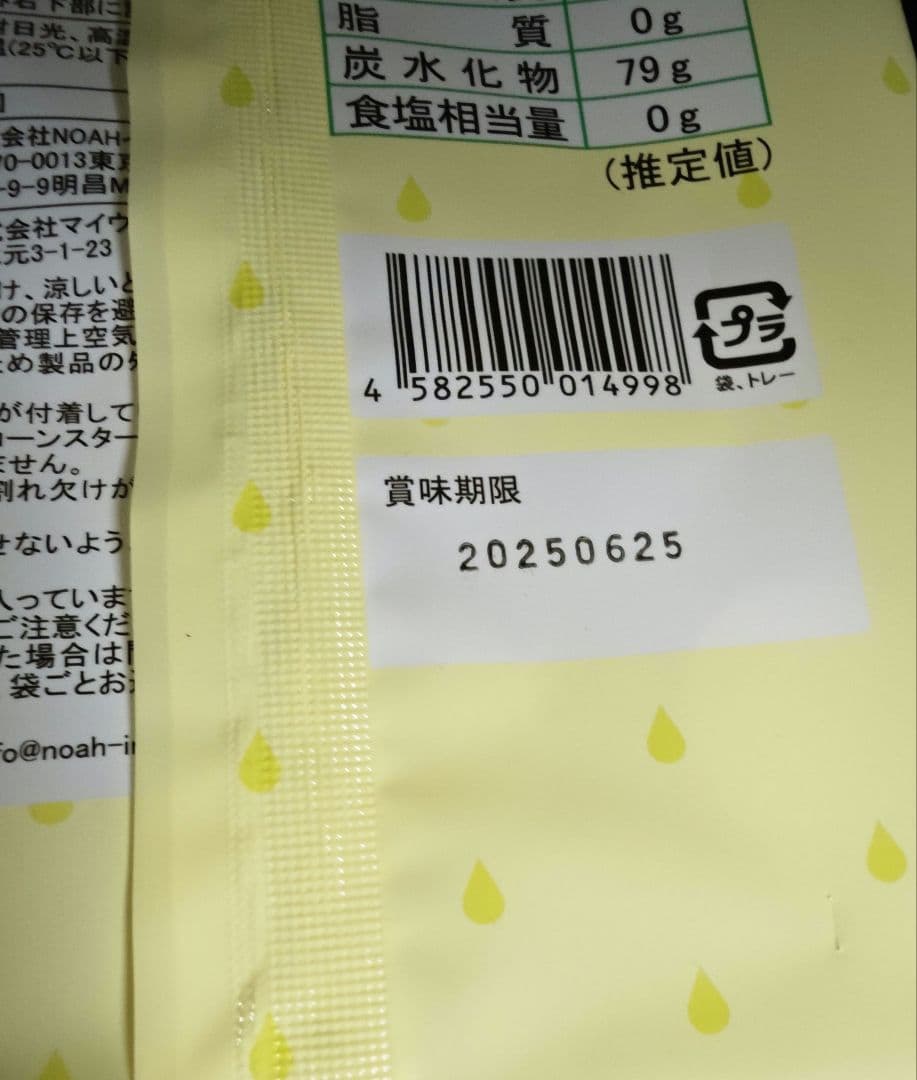 日光、高
(25℃以下
会社NOAH-
0-0013東京
-9-9明昌M
会社マイウ
元3-1-23
け、涼しい
の保存を避
管理上空気
め製品の
が付着して
ーンスター
ません。
割れ欠けが
せないよう
入っていま
ご注意くだ
た場合は
袋ごとお
fo@noah-i
脂質 0g
炭水化物 79g
食塩相当量 0g
(推定値)
4 582550 014998
プラ
袋、トレー
賞味期限
20250625